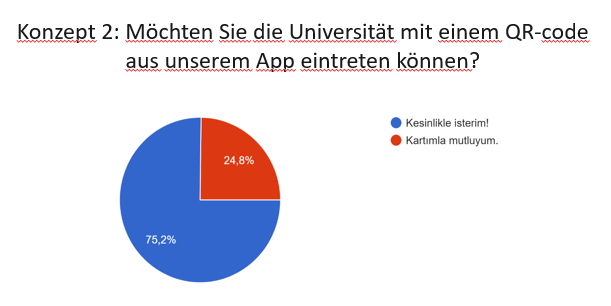 Konzept 2: Möchten Sie die Universität mit einem QR-code
aus unserem App eintreten können?
Kesinlikle isterim!
Kartımla mutluyum.
24,8%
75,2%